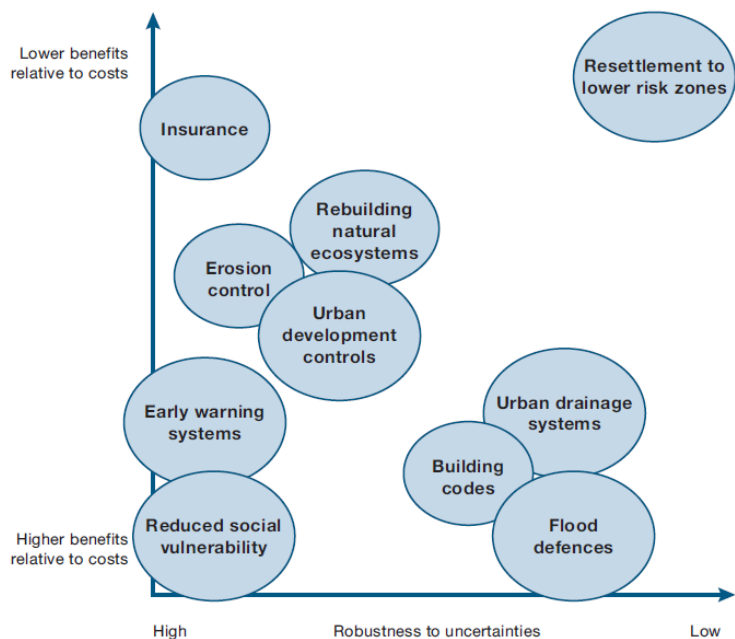 Lower benefits
relative to costs
Resettlement to
lower risk zones
Insurance
Rebuilding
natural
ecosystems
Erosion
control
Urban
development
controls
Early warning
systems
Urban drainage
systems
Building
codes
Reduced social
vulnerability
Flood
defences
Higher benefits
relative to costs
High
Robustness to uncertainties
Low